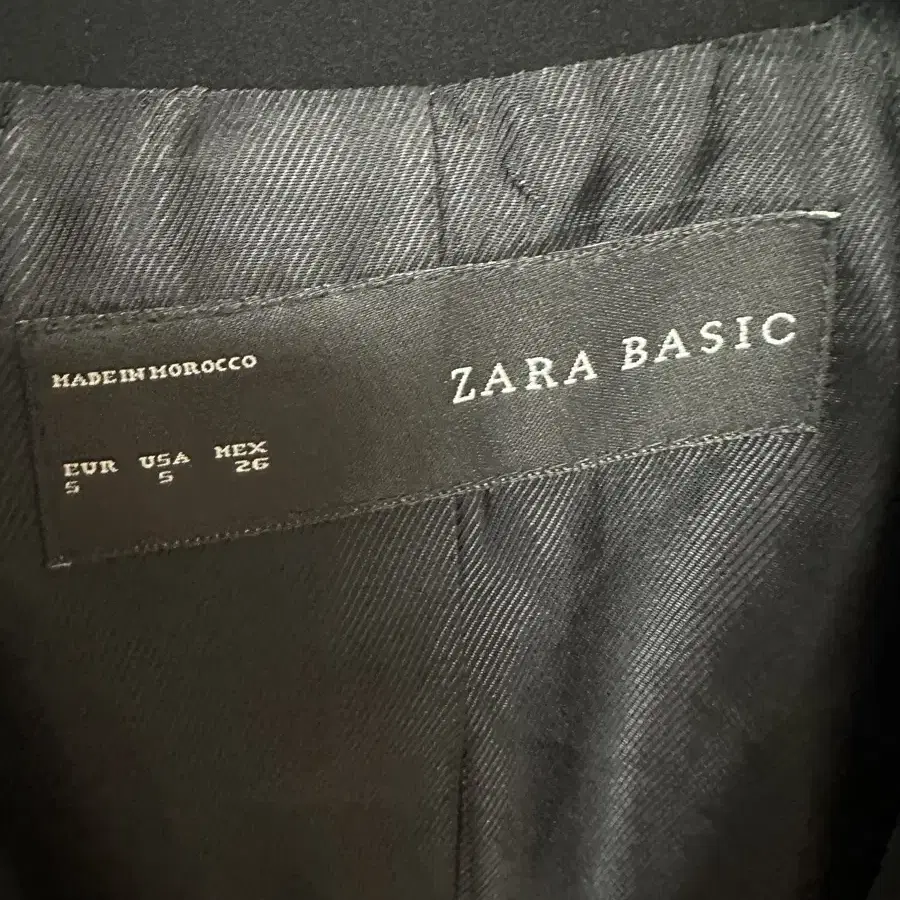 MADE IN MOROCCO
ZARA BASIC
EUR USA MEX
S S 26